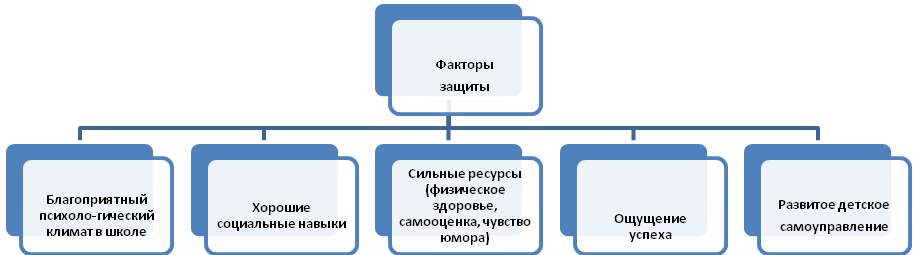 Факторы
защиты
Благоприятный
психоло-гический
климат в школе
Хорошие
социальные навыки
Сильные ресурсы
(физическое
здоровье,
самооценка, чувство
юмора)
Ощущение
успеха
Развитое детское
самоуправление